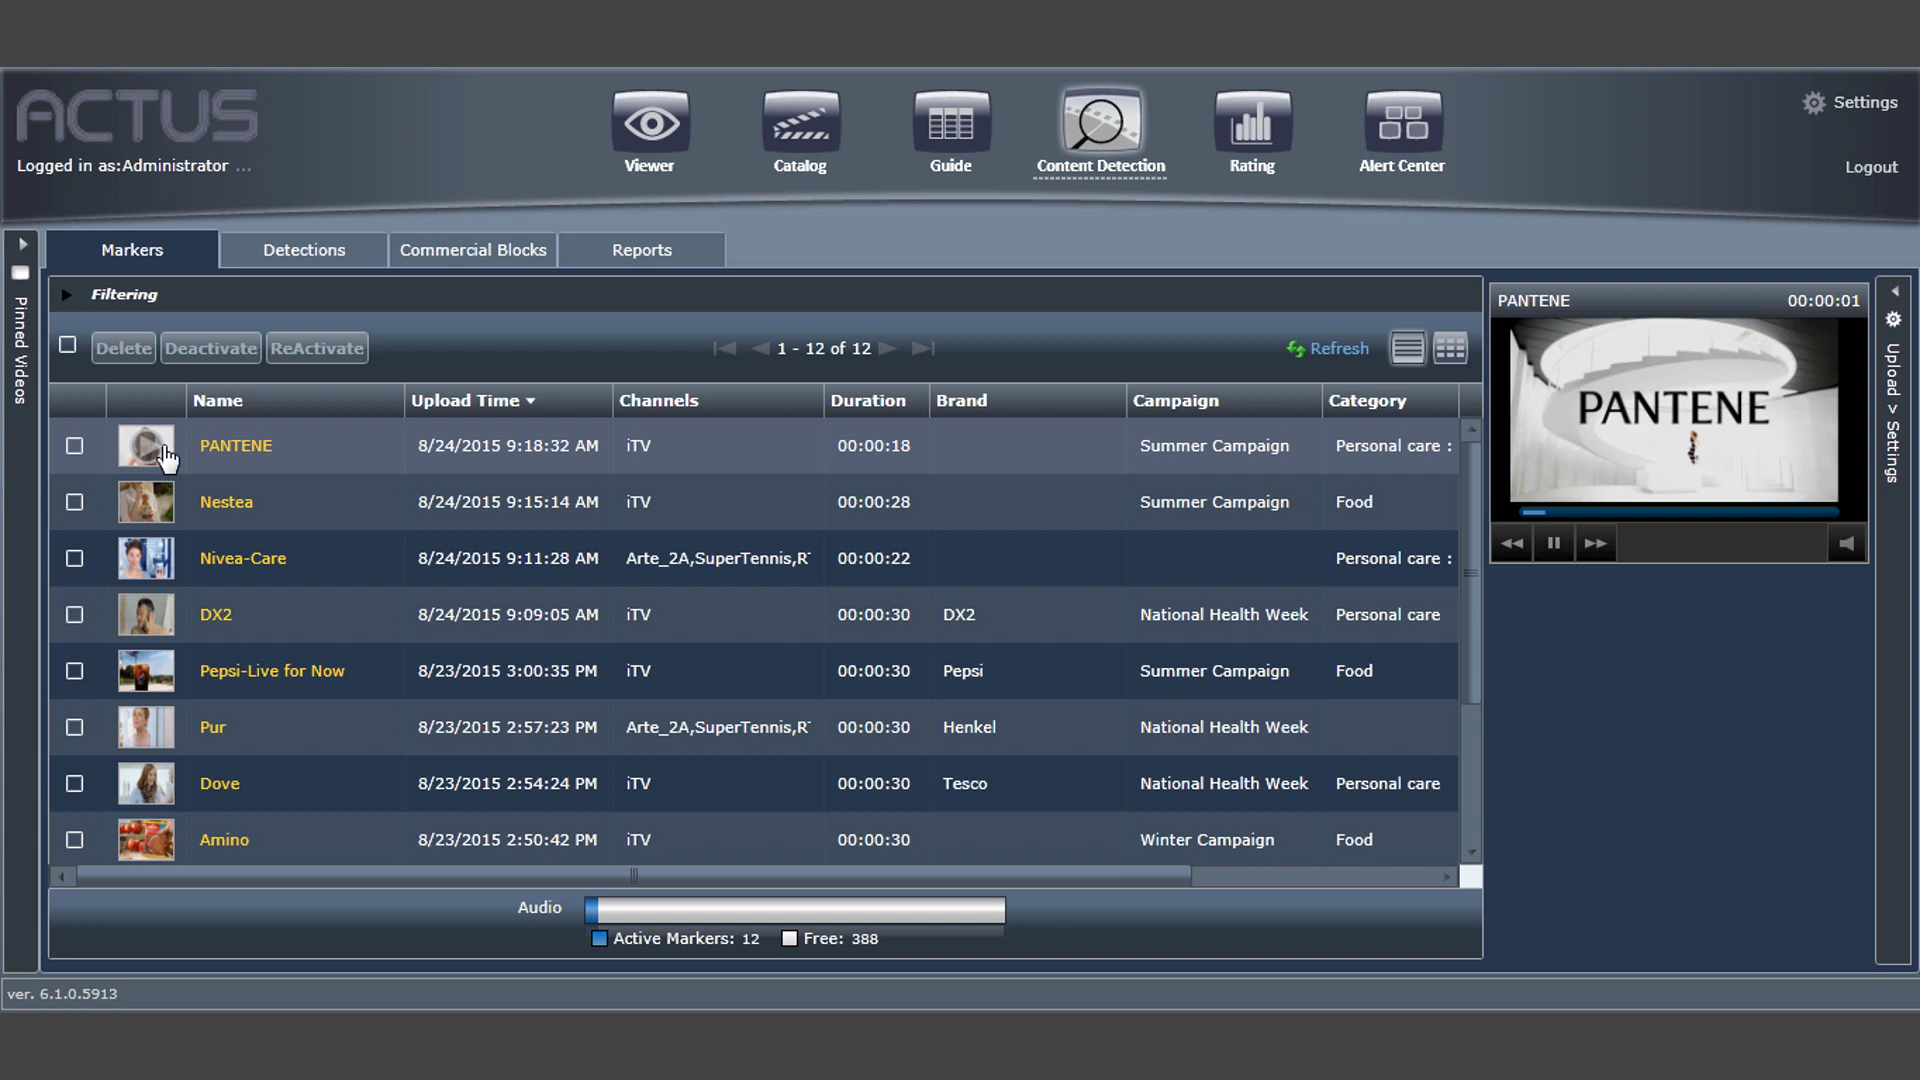 ACTUS
Logged in as:Administrator ...
Viewer
Catalog
Guide
Content Detection
Rating
Alert Center
Settings
Logout
Pinned Videos
Markers
Detections
Commercial Blocks
Reports
Filtering
Delete
Deactivate
ReActivate
1 - 12 of 12
Refresh
Name Upload Time Channels Duration Brand Campaign Category
PANTENE 8/24/2015 9:18:32 AM iTV 00:00:18 Summer Campaign Personal care :
Nestea 8/24/2015 9:15:14 AM iTV 00:00:28 Summer Campaign Food
Nivea-Care 8/24/2015 9:11:28 AM Arte_2A,SuperTennis,R 00:00:22 Personal care :
DX2 8/24/2015 9:09:05 AM iTV 00:00:30 DX2 National Health Week Personal care
Pepsi-Live for Now 8/23/2015 3:00:35 PM iTV 00:00:30 Pepsi Summer Campaign Food
Pur 8/23/2015 2:57:23 PM Arte_2A,SuperTennis,R 00:00:30 Henkel National Health Week
Dove 8/23/2015 2:54:24 PM iTV 00:00:30 Tesco National Health Week Personal care
Amino 8/23/2015 2:50:42 PM iTV 00:00:30 Winter Campaign Food
Audio
Active Markers: 12 Free: 388
PANTENE 00:00:01
PANTENE
Upload > Settings
ver. 6.1.0.5913